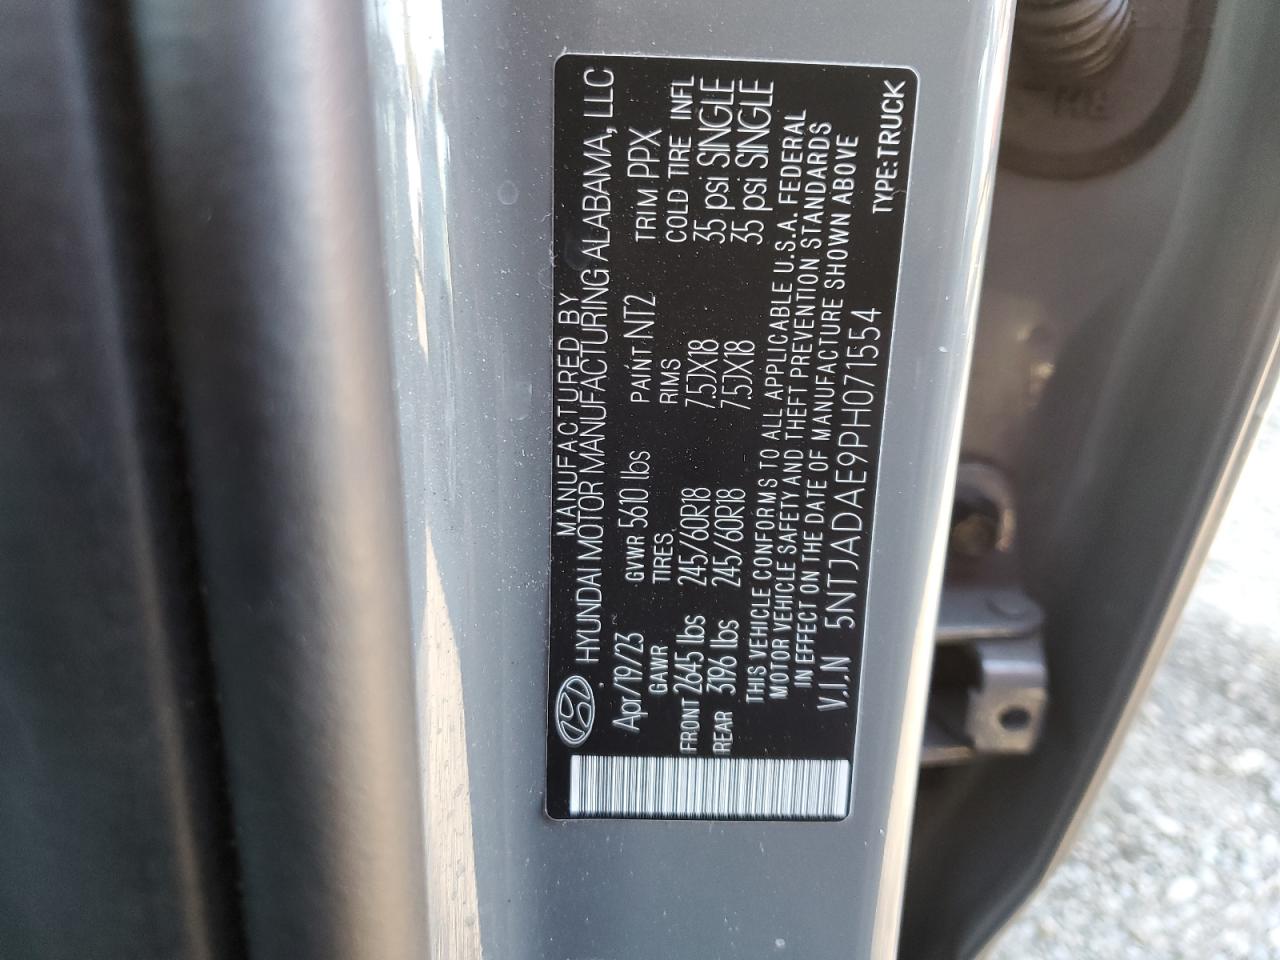 MANUFACTURED BY
HYUNDAI MOTOR MANUFACTURING ALABAMA, LLC
Apr/19/23 GVWR 5610 lbs PAINT NT2 TRIM PPX
GAWR TIRES RIMS COLD TIRE INFL
FRONT 2645 lbs 245/60R18 7.5JX18 35 psi SINGLE
REAR 3196 lbs 245/60R18 7.5JX18 35 psi SINGLE
THIS VEHICLE CONFORMS TO ALL APPLICABLE U.S.A. FEDERAL
MOTOR VEHICLE SAFETY AND THEFT PREVENTION STANDARDS
IN EFFECT ON THE DATE OF MANUFACTURE SHOWN ABOVE
V.I.N 5NTJADAE9PH071554 TYPE:TRUCK